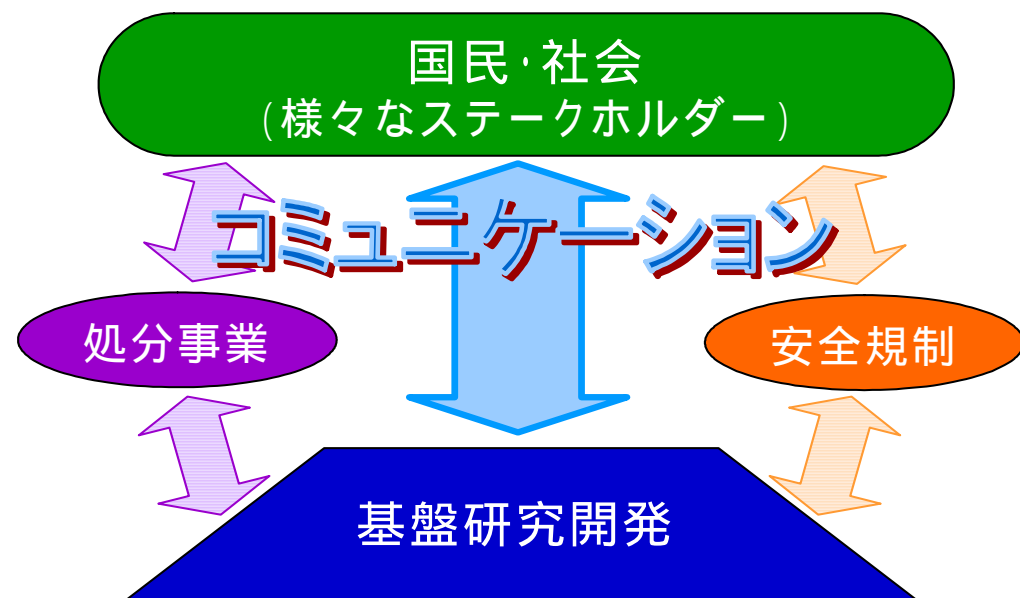 国民・社会
(様々なステークホルダー)
コミュニケーション
処分事業
安全規制
基盤研究開発